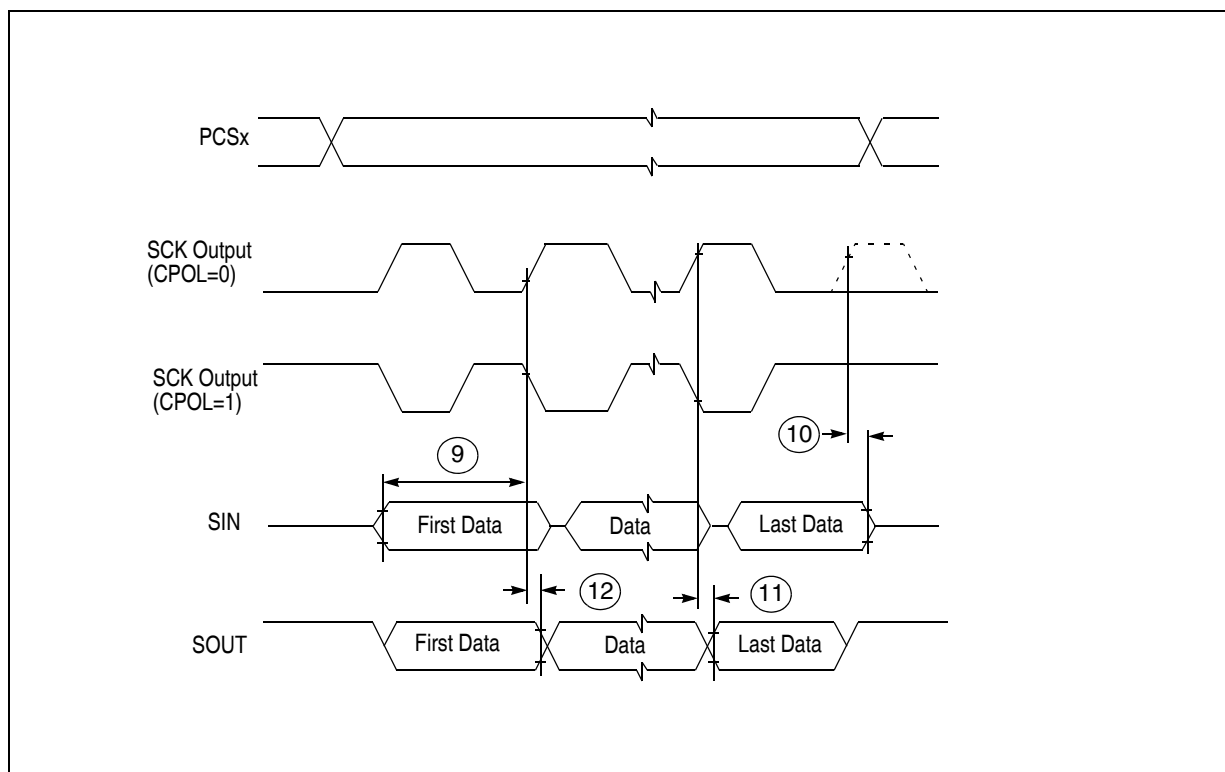 PCSx
SCK Output
(CPOL=0)
SCK Output
(CPOL=1)
10
9
SIN
First Data
Data
Last Data
12
11
SOUT
First Data
Data
Last Data